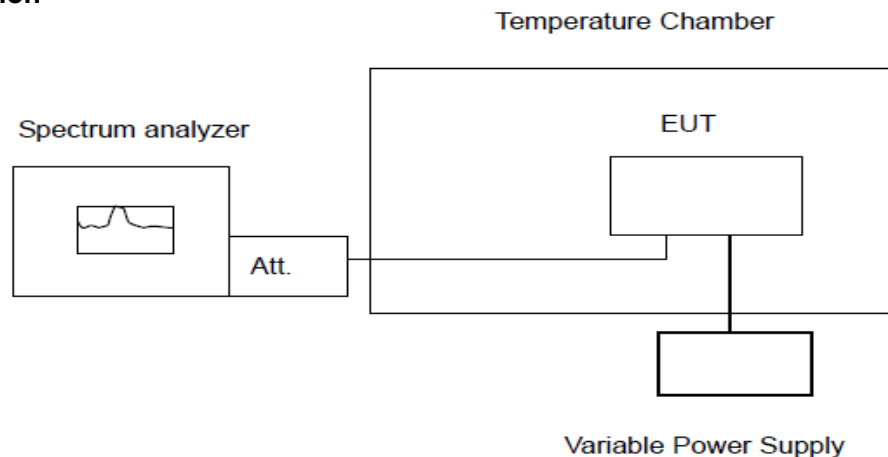 Temperature Chamber
Spectrum analyzer
EUT
Att.
Variable Power Supply